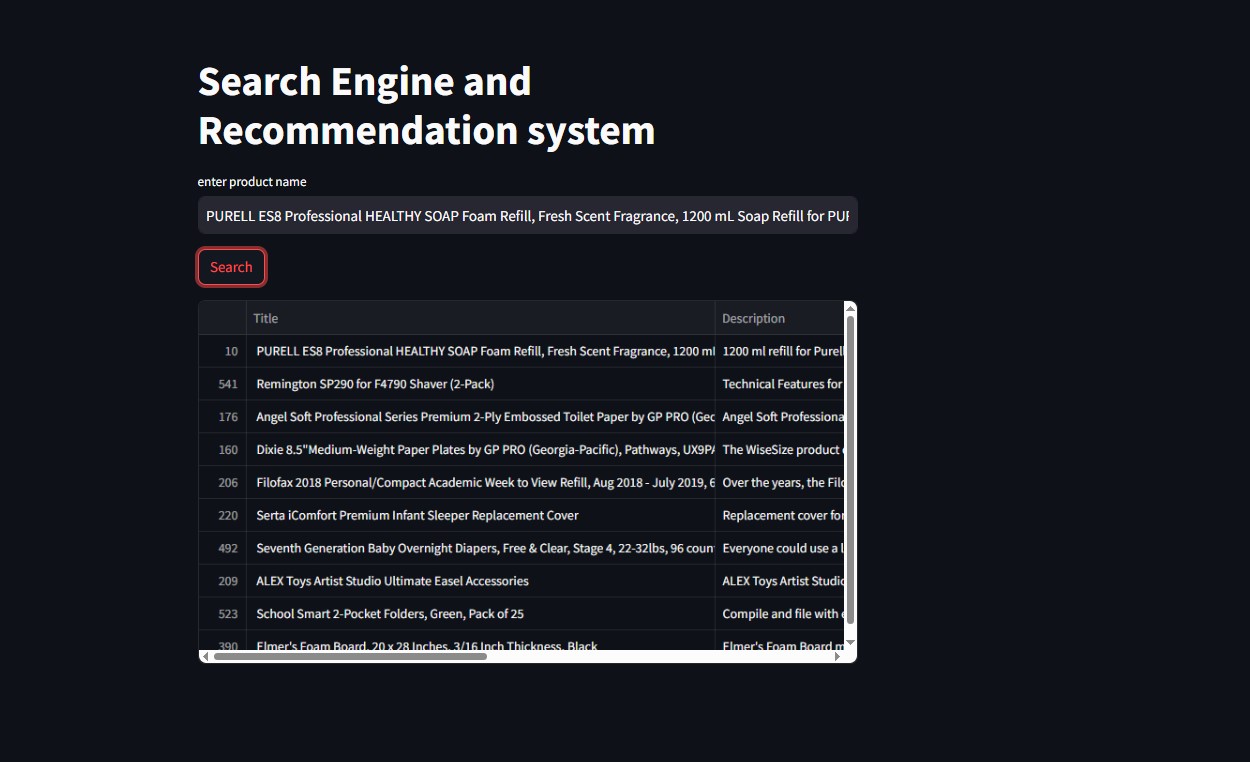 Search Engine and
Recommendation system
enter product name
PURELL ES8 Professional HEALTHY SOAP Foam Refill, Fresh Scent Fragrance, 1200 mL Soap Refill for PUR
Search
Title Description
10 PURELL ES8 Professional HEALTHY SOAP Foam Refill, Fresh Scent Fragrance, 1200 ml 1200 ml refill for Purell
541 Remington SP290 for F4790 Shaver (2-Pack) Technical Features for
176 Angel Soft Professional Series Premium 2-Ply Embossed Toilet Paper by GP PRO (Geo Angel Soft Professiona
160 Dixie 8.5"Medium-Weight Paper Plates by GP PRO (Georgia-Pacific), Pathways, UX9PA The WiseSize product
206 Filofax 2018 Personal/Compact Academic Week to View Refill, Aug 2018 - July 2019, 6 Over the years, the Filo
220 Serta iComfort Premium Infant Sleeper Replacement Cover Replacement cover for
492 Seventh Generation Baby Overnight Diapers, Free & Clear, Stage 4, 22-32lbs, 96 coun Everyone could use a l
209 ALEX Toys Artist Studio Ultimate Easel Accessories ALEX Toys Artist Studio
523 School Smart 2-Pocket Folders, Green, Pack of 25 Compile and file with
390 Elmer's Foam Board, 20 x 28 Inches, 3/16 Inch Thickness, Black Elmer's Foam Board m